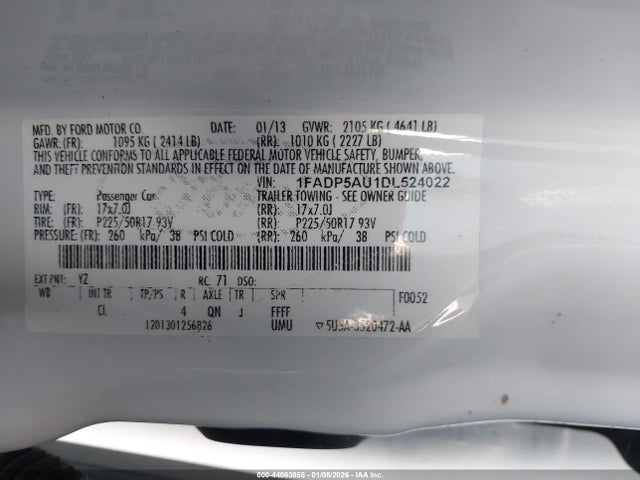 MFD. BY FORD MOTOR CO. DATE: 01/13 GVWR: 2105 KG ( 4641 LB)
GAWR: (FR): 1095 KG ( 2414 LB) (RR): 1010 KG ( 2227 LB)
THIS VEHICLE CONFORMS TO ALL APPLICABLE FEDERAL MOTOR VEHICLE SAFETY, BUMPER,
AND THEFT PREVENTION STANDARDS IN EFFECT ON THE DATE OF MANUFACTURE SHOWN ABOVE.
VIN: 1FADP5AU1DL524022
TYPE: Passenger Car TRAILER TOWING - SEE OWNER GUIDE
RIM: (FR) 17x7.0J (RR): 17x7.0J
TIRE: (FR) P225/50R17 93V (RR): P225/50R17 93V
PRESSURE: (FR): 260 kPa/ 38 PSI COLD (RR): 260 kPa/ 38 PSI COLD
EXT PNT: YZ RC: 71 DSO:
WB INT TR TP/PS R AXLE TR SPR F0052
CL 4 QN J FFFF
1201301256826 UMU ▽ 5U5A-3520472-AA
000-44063858 - 01/08/2026 - IAA Inc.